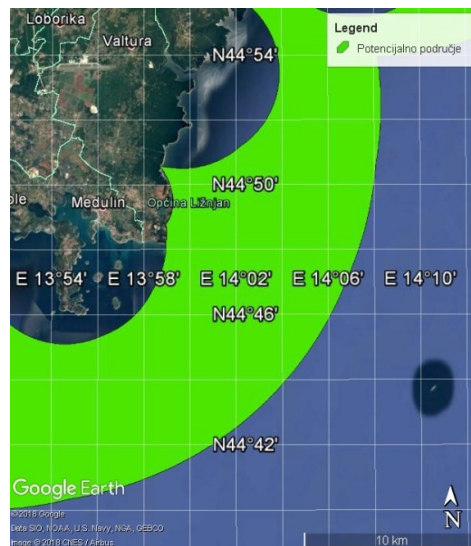 Loborika
Valtura
Legend
Potencijalno područje
N44°54'
N44°50'
ole
Medulin
Općina Ližnjan
E 13°54'
E 13°58'
E 14°02'
E 14°06'
E 14°10'
N44°46'
N44°42'
Google Earth
©2018 Google
Data SIO, NOAA, U.S. Navy, NGA, GEBCO
Image © 2018 CNES / Airbus
N
10 km